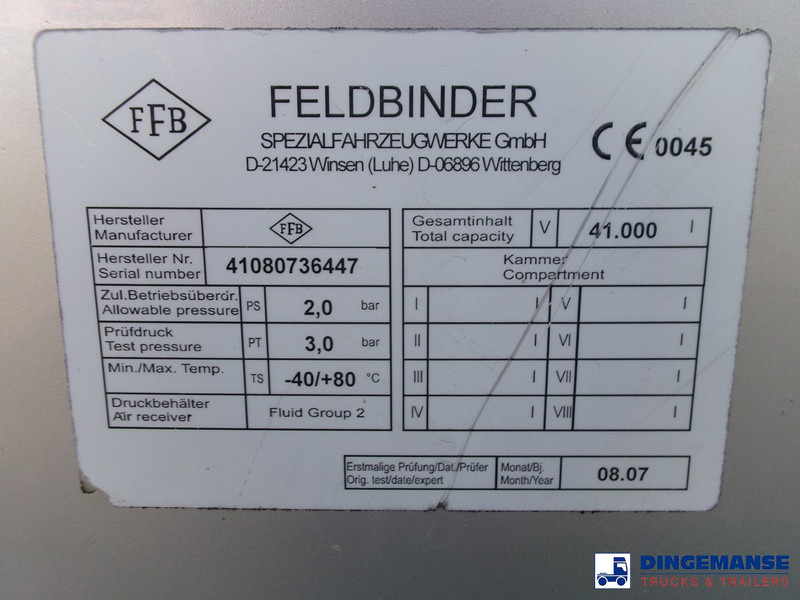 FFB
FELDBINDER
SPEZIALFAHRZEUGWERKE GmbH
D-21423 Winsen (Luhe) D-06896 Wittenberg
CE 0045
Hersteller
Manufacturer
FFB
Hersteller Nr.
Serial number
41080736447
Zul.Betriebsüberdr.
Allowable pressure
PS
2,0 bar
Prüfdruck
Test pressure
PT
3,0 bar
Min./Max. Temp.
TS
-40/+80 °C
Druckbehälter
Air receiver
Fluid Group 2
Gesamtinhalt
Total capacity
V
41.000 l
Kammer
Compartment
I l V l
II l VI l
III l VII l
IV l VIII l
Erstmalige Prüfung/Dat./Prüfer
Orig. test/date/expert
Monat/Bj.
Month/Year
08.07
DINGEMANSE
TRUCKS & TRAILERS